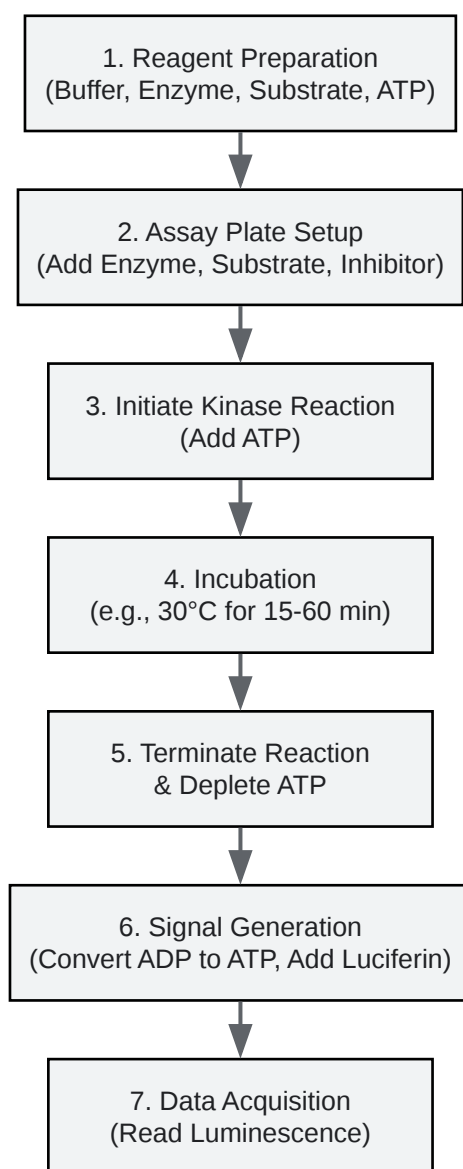 1. Reagent Preparation
(Buffer, Enzyme, Substrate, ATP)
2. Assay Plate Setup
(Add Enzyme, Substrate, Inhibitor)
3. Initiate Kinase Reaction
(Add ATP)
4. Incubation
(e.g., 30°C for 15-60 min)
5. Terminate Reaction
& Deplete ATP
6. Signal Generation
(Convert ADP to ATP, Add Luciferin)
7. Data Acquisition
(Read Luminescence)